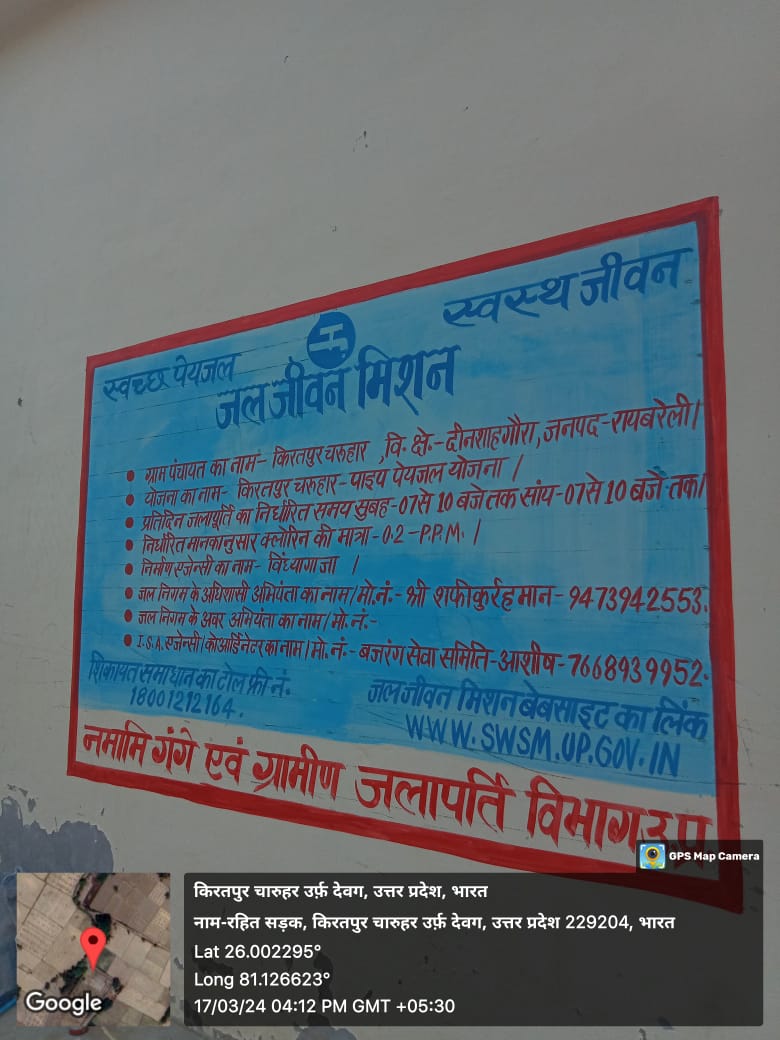 स्वच्छ पेयजल
स्वस्थ जीवन
जल जीवन मिशन
• ग्राम पंचायत का नाम- किरतपुर चरुहार ,वि. क्षे.- दीनशाहगौरा, जनपद-रायबरेली।
• योजना का नाम- किरतपुर चरुहार- पाइप पेयजल योजना ।
• प्रतिदिन जलापूर्ति का निर्धारित समय सुबह-07से 10 बजे तक सांय-07से 10 बजे तक।
• निर्धारित मानकानुसार क्लोरिन की मात्रा-0.2-P.P.M. ।
• निर्माण एजेन्सी का नाम- विंध्यागाजा ।
• जल निगम के अधिशासी अभियंता का नाम/मो.नं.- श्री शफीकुर्रहमान-9473942553.
• जल निगम के अवर अभियंता का नाम/मो.नं.-
• I.S.A. एजेन्सी/कोआर्डिनेटर का नाम/मो.नं.- बजरंग सेवा समिति-आशीष-7668939952.
शिकायत समाधान का टोल फ्री नं.
18001212164.
जल जीवन मिशन बेबसाइट का लिंक
WWW.SWSM.UP.GOV.IN
नमामि गंगे एवं ग्रामीण जलापर्ति विभाग उप्र
GPS Map Camera
किरतपुर चारुहर उर्फ़ देवग, उत्तर प्रदेश, भारत
नाम-रहित सड़क, किरतपुर चारुहर उर्फ़ देवग, उत्तर प्रदेश 229204, भारत
Lat 26.002295°
Long 81.126623°
17/03/24 04:12 PM GMT +05:30
Google